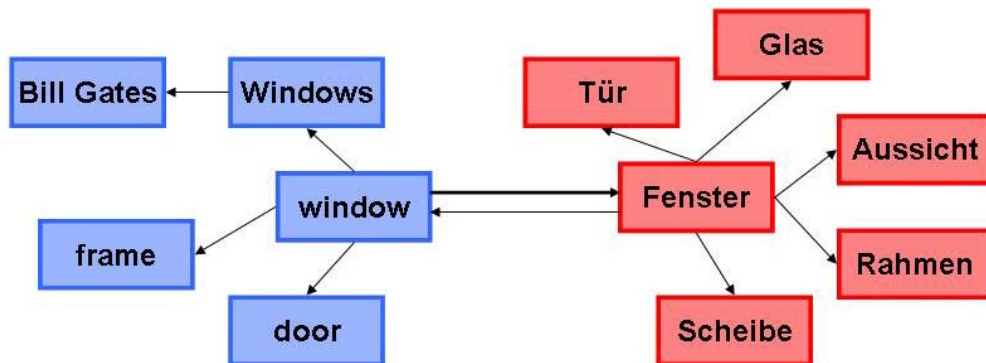 Glas
Bill Gates
Windows
Tür
Aussicht
window
Fenster
frame
Rahmen
door
Scheibe